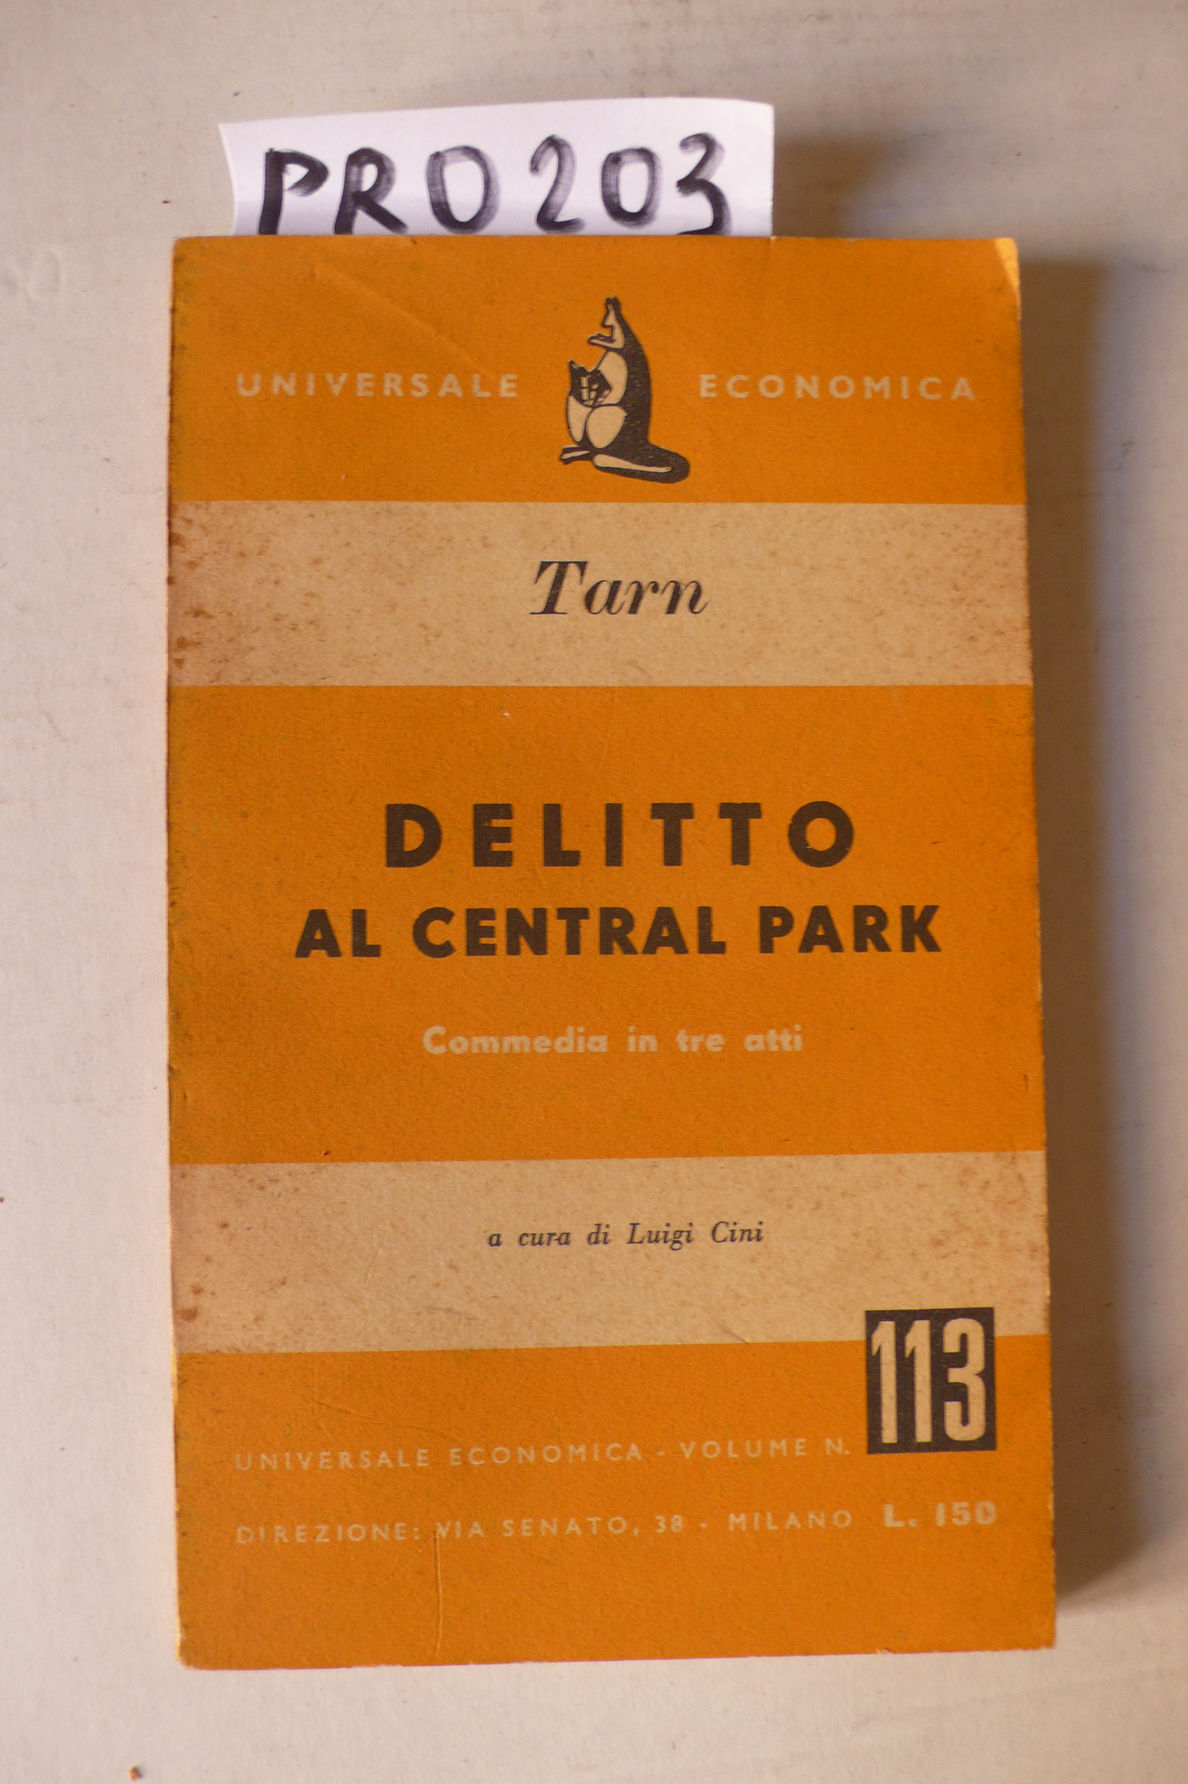 PRO203
UNIVERSALE ECONOMICA
Tarn
DELITTO
AL CENTRAL PARK
Commedia in tre atti
a cura di Luigi Cini
113
UNIVERSALE ECONOMICA - VOLUME N.
DIREZIONE: VIA SENATO, 38 - MILANO L. 150